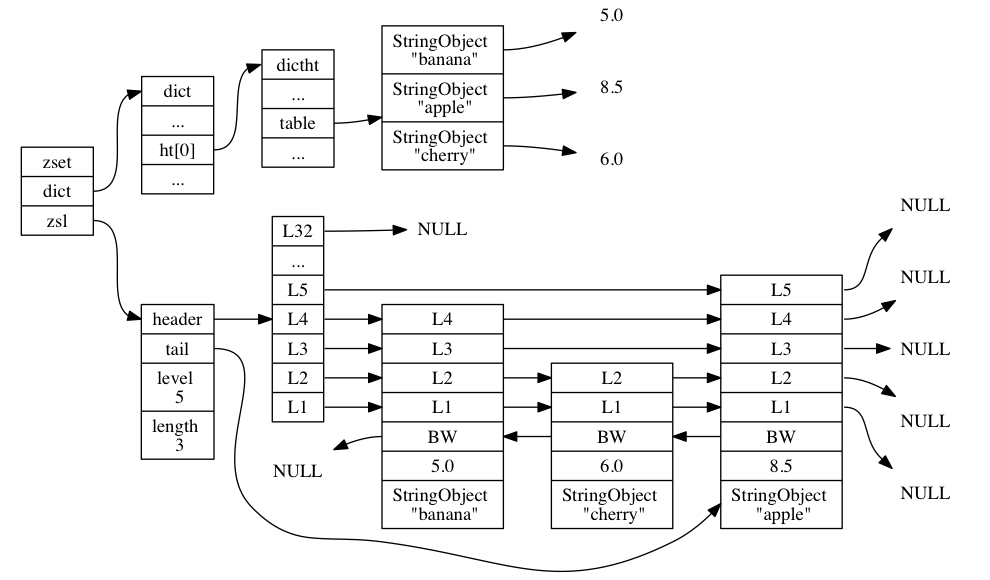 zset
dict
zsl
dict
...
ht[0]
...
dictht
...
table
...
StringObject
"banana"
StringObject
"apple"
StringObject
"cherry"
5.0
8.5
6.0
header
tail
level
5
length
3
L32
...
L5
L4
L3
L2
L1
NULL
NULL
L4
L3
L2
L1
BW
5.0
StringObject
"banana"
L2
L1
BW
6.0
StringObject
"cherry"
L5
L4
L3
L2
L1
BW
8.5
StringObject
"apple"
NULL
NULL
NULL
NULL
NULL